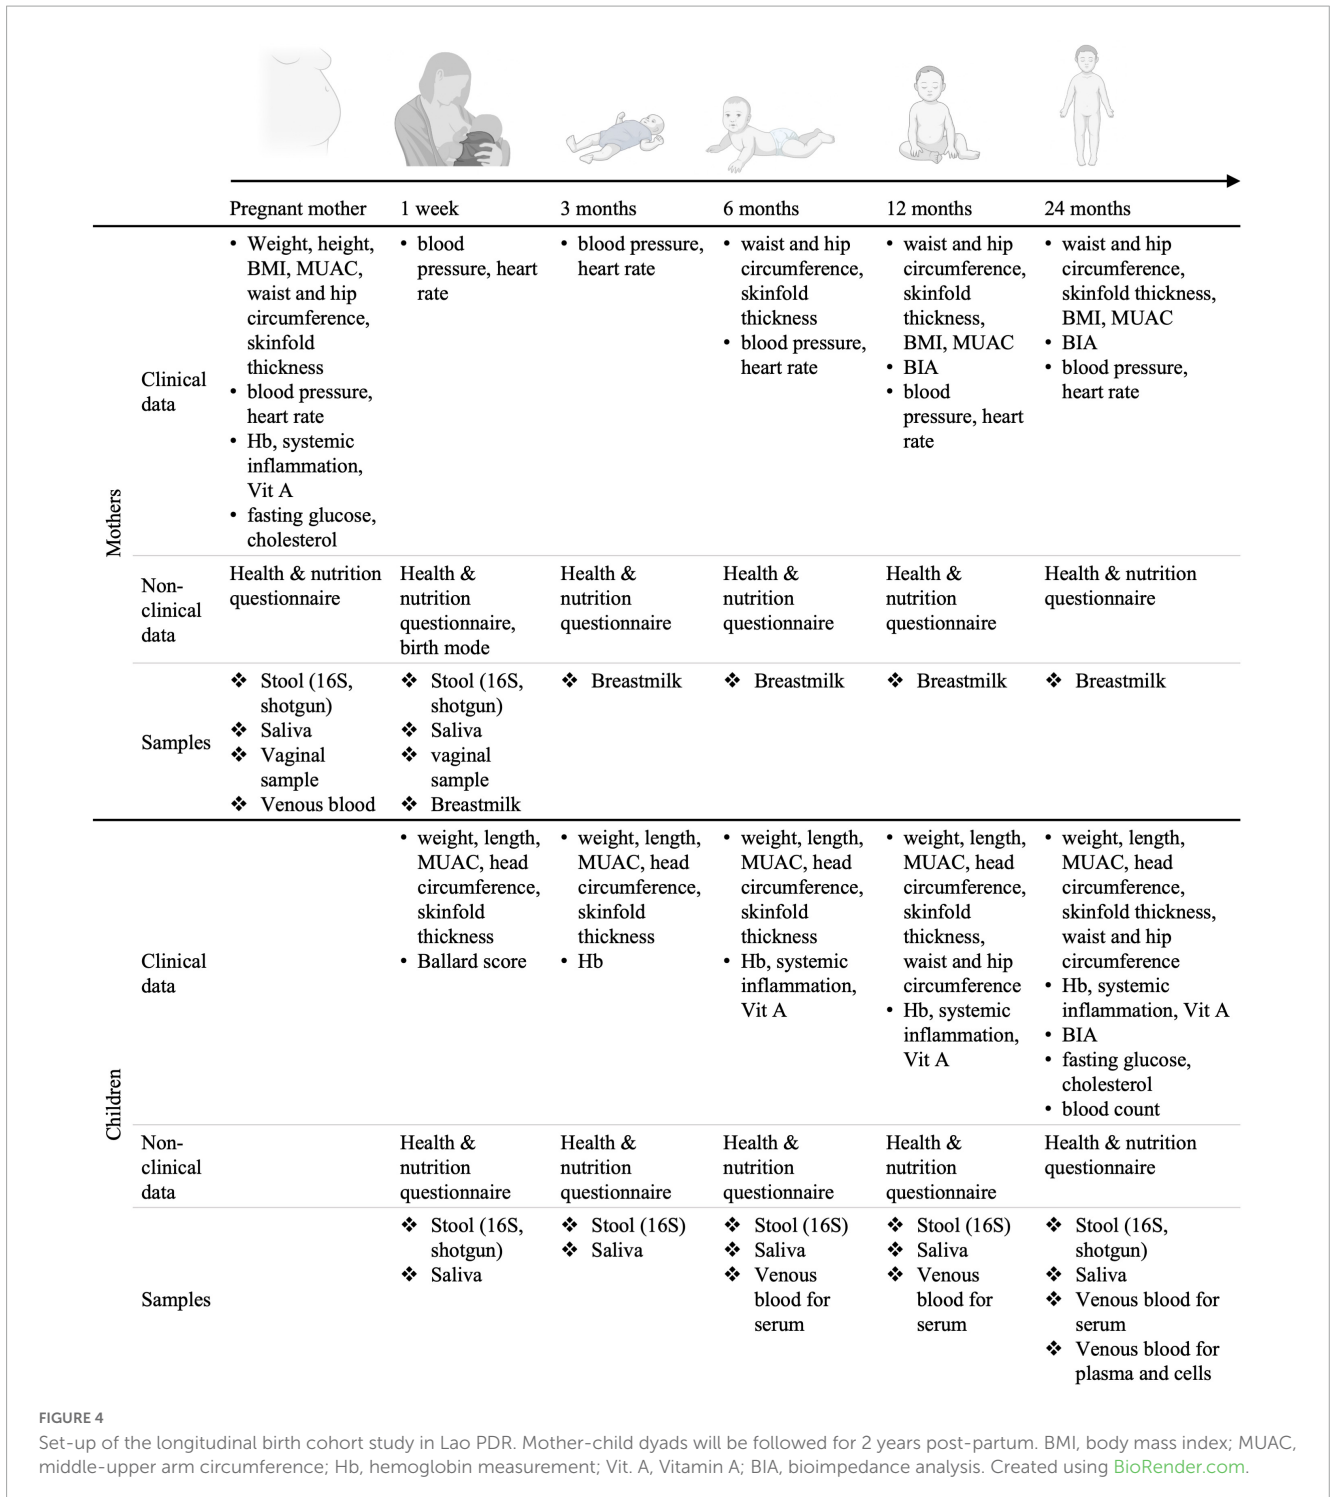 Pregnant mother
1 week
3 months
6 months
12 months
24 months
Mothers
Clinical
data
• Weight, height,
BMI, MUAC,
waist and hip
circumference,
skinfold
thickness
• blood pressure,
heart rate
• Hb, systemic
inflammation,
Vit A
• fasting glucose,
cholesterol
• blood
pressure, heart
rate
• blood pressure,
heart rate
• waist and hip
circumference,
skinfold
thickness
• blood pressure,
heart rate
• waist and hip
circumference,
skinfold
thickness,
BMI, MUAC
• BIA
• blood
pressure, heart
rate
• waist and hip
circumference,
skinfold thickness,
BMI, MUAC
• BIA
• blood pressure,
heart rate
Non-
clinical
data
Health & nutrition
questionnaire
Health &
nutrition
questionnaire,
birth mode
Health &
nutrition
questionnaire
Health &
nutrition
questionnaire
Health &
nutrition
questionnaire
Health & nutrition
questionnaire
Samples
❖ Stool (16S,
shotgun)
❖ Saliva
❖ Vaginal
sample
❖ Venous blood
❖ Stool (16S,
shotgun)
❖ Saliva
❖ vaginal
sample
❖ Breastmilk
❖ Breastmilk
❖ Breastmilk
❖ Breastmilk
❖ Breastmilk
Children
Clinical
data
• weight, length,
MUAC, head
circumference,
skinfold
thickness
• Ballard score
• weight, length,
MUAC, head
circumference,
skinfold
thickness
• Hb
• weight, length,
MUAC, head
circumference,
skinfold
thickness
• Hb, systemic
inflammation,
Vit A
• weight, length,
MUAC, head
circumference,
skinfold
thickness,
waist and hip
circumference
• Hb, systemic
inflammation,
Vit A
• weight, length,
MUAC, head
circumference,
skinfold thickness,
waist and hip
circumference
• Hb, systemic
inflammation, Vit A
• BIA
• fasting glucose,
cholesterol
• blood count
Non-
clinical
data
Health &
nutrition
questionnaire
Health &
nutrition
questionnaire
Health &
nutrition
questionnaire
Health &
nutrition
questionnaire
Health & nutrition
questionnaire
Samples
❖ Stool (16S,
shotgun)
❖ Saliva
❖ Stool (16S)
❖ Saliva
❖ Stool (16S)
❖ Saliva
❖ Venous
blood for
serum
❖ Stool (16S)
❖ Saliva
❖ Venous
blood for
serum
❖ Stool (16S,
shotgun)
❖ Saliva
❖ Venous blood for
serum
❖ Venous blood for
plasma and cells
FIGURE 4
Set-up of the longitudinal birth cohort study in Lao PDR. Mother-child dyads will be followed for 2 years post-partum. BMI, body mass index; MUAC,
middle-upper arm circumference; Hb, hemoglobin measurement; Vit. A, Vitamin A; BIA, bioimpedance analysis. Created using BioRender.com.